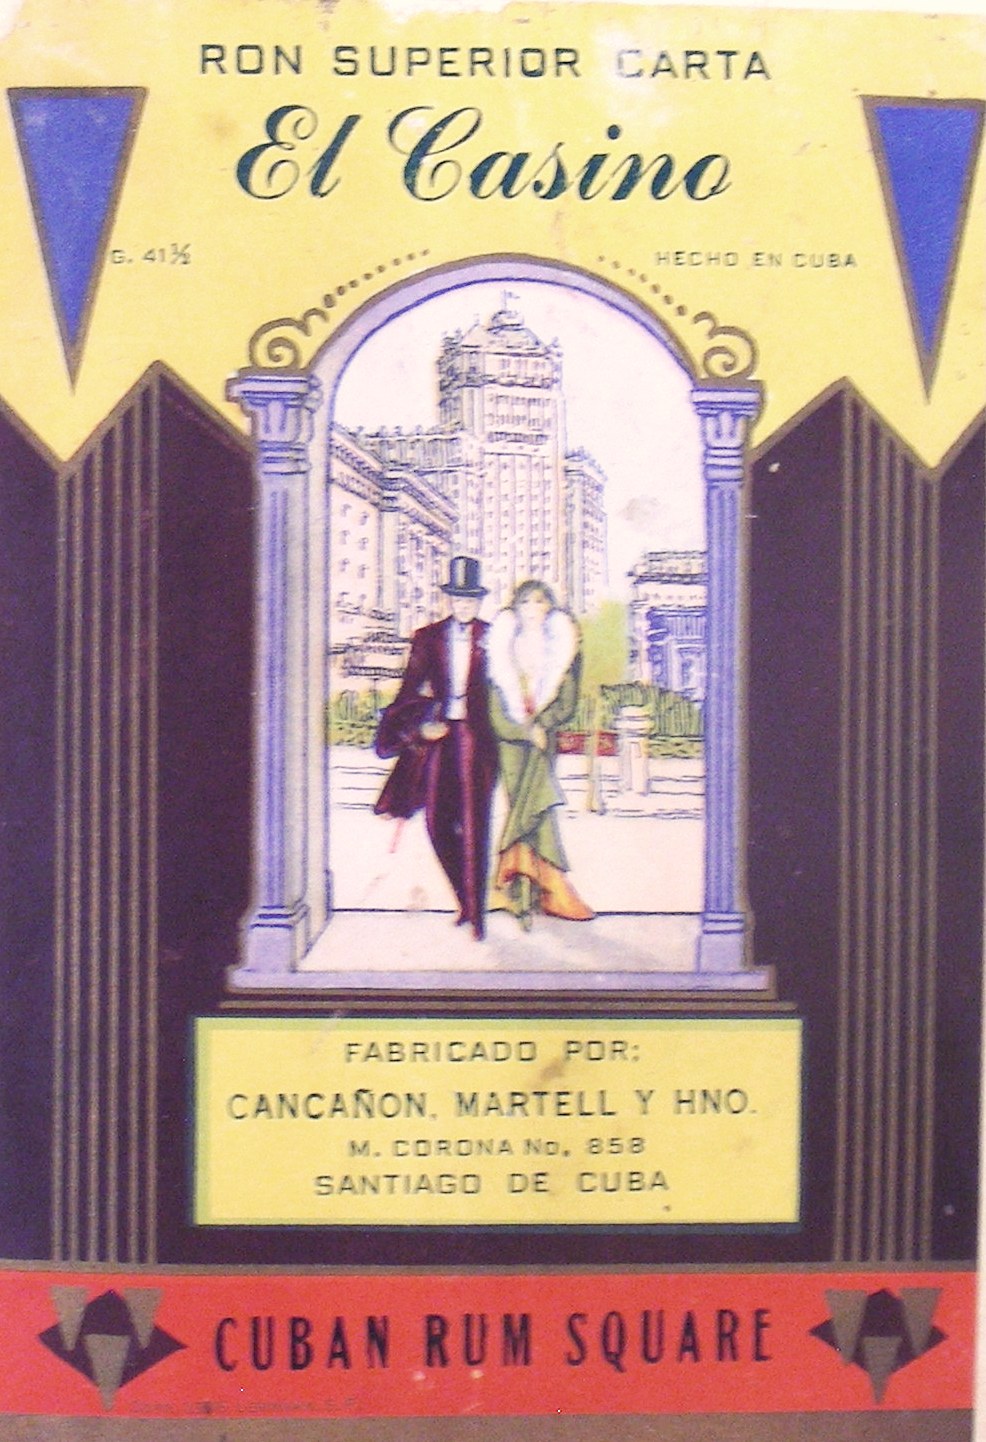 RON SUPERIOR CARTA
El Casino
G. 41½
HECHO EN CUBA
FABRICADO POR:
CANCAÑON, MARTELL Y HNO.
M. CORONA No. 858
SANTIAGO DE CUBA
CUBAN RUM SQUARE